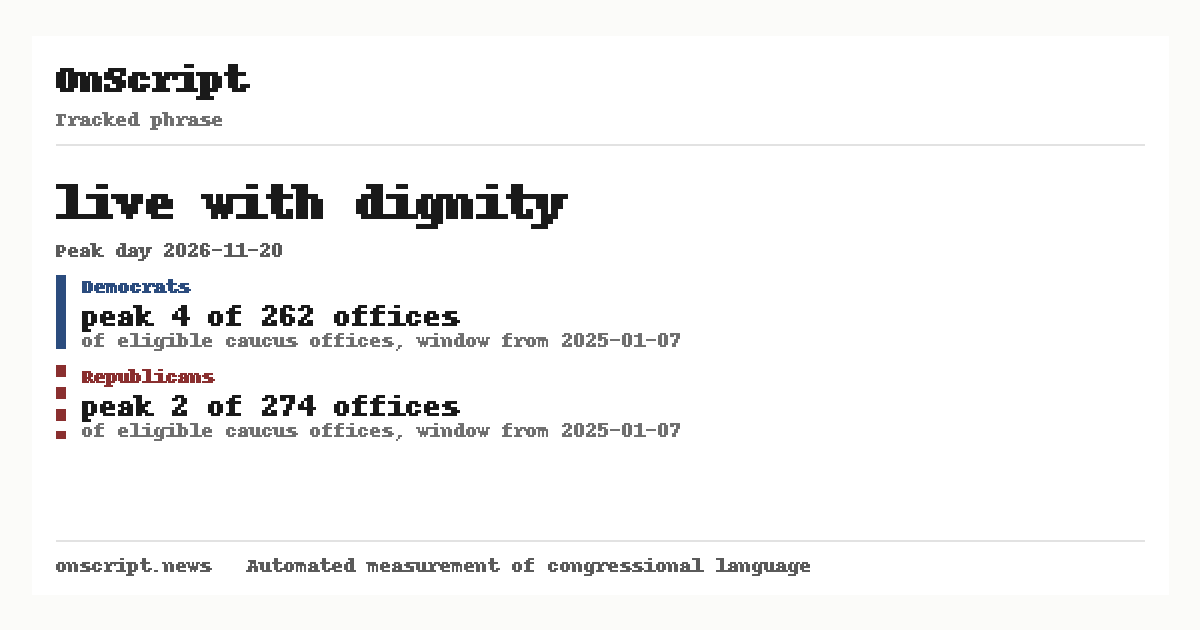 OnScript
Tracked phrase
live with dignity
Peak day 2026-11-20
Democrats
peak 4 of 262 offices
of eligible caucus offices, window from 2025-01-07
Republicans
peak 2 of 274 offices
of eligible caucus offices, window from 2025-01-07
onscript.news Automated measurement of congressional language